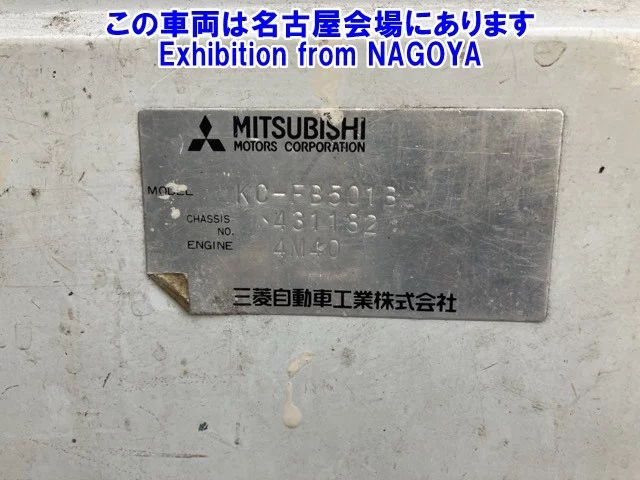 この車両は名古屋会場にあります
Exhibition from NAGOYA
MITSUBISHI
MOTORS CORPORATION
MODEL KC-FB501B
CHASSIS NO. 431182
ENGINE 4M40
三菱自動車工業株式会社